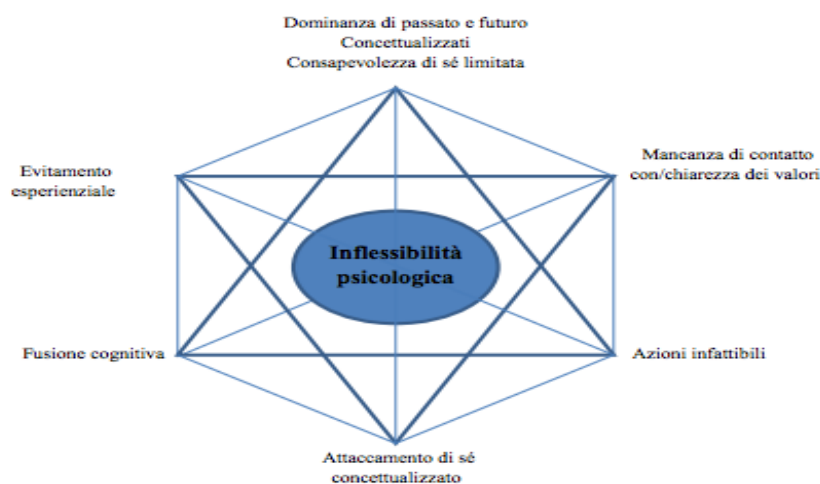 Dominanza di passato e futuro
Concettualizzati
Consapevolezza di sé limitata
Evitamento
esperienziale
Mancanza di contatto
con/chiarezza dei valori
Inflessibilità
psicologica
Fusione cognitiva
Azioni infattibili
Attaccamento di sé
concettualizzato